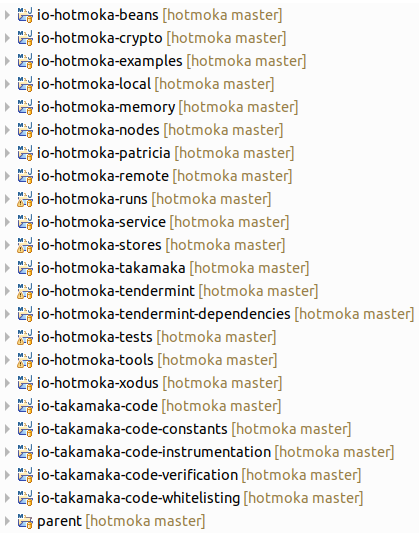 io-hotmoka-beans [hotmoka master]
io-hotmoka-crypto [hotmoka master]
io-hotmoka-examples [hotmoka master]
io-hotmoka-local [hotmoka master]
io-hotmoka-memory [hotmoka master]
io-hotmoka-nodes [hotmoka master]
io-hotmoka-patricia [hotmoka master]
io-hotmoka-remote [hotmoka master]
io-hotmoka-runs [hotmoka master]
io-hotmoka-service [hotmoka master]
io-hotmoka-stores [hotmoka master]
io-hotmoka-takamaka [hotmoka master]
io-hotmoka-tendermint [hotmoka master]
io-hotmoka-tendermint-dependencies [hotmoka master]
io-hotmoka-tests [hotmoka master]
io-hotmoka-tools [hotmoka master]
io-hotmoka-xodus [hotmoka master]
io-takamaka-code [hotmoka master]
io-takamaka-code-constants [hotmoka master]
io-takamaka-code-instrumentation [hotmoka master]
io-takamaka-code-verification [hotmoka master]
io-takamaka-code-whitelisting [hotmoka master]
parent [hotmoka master]